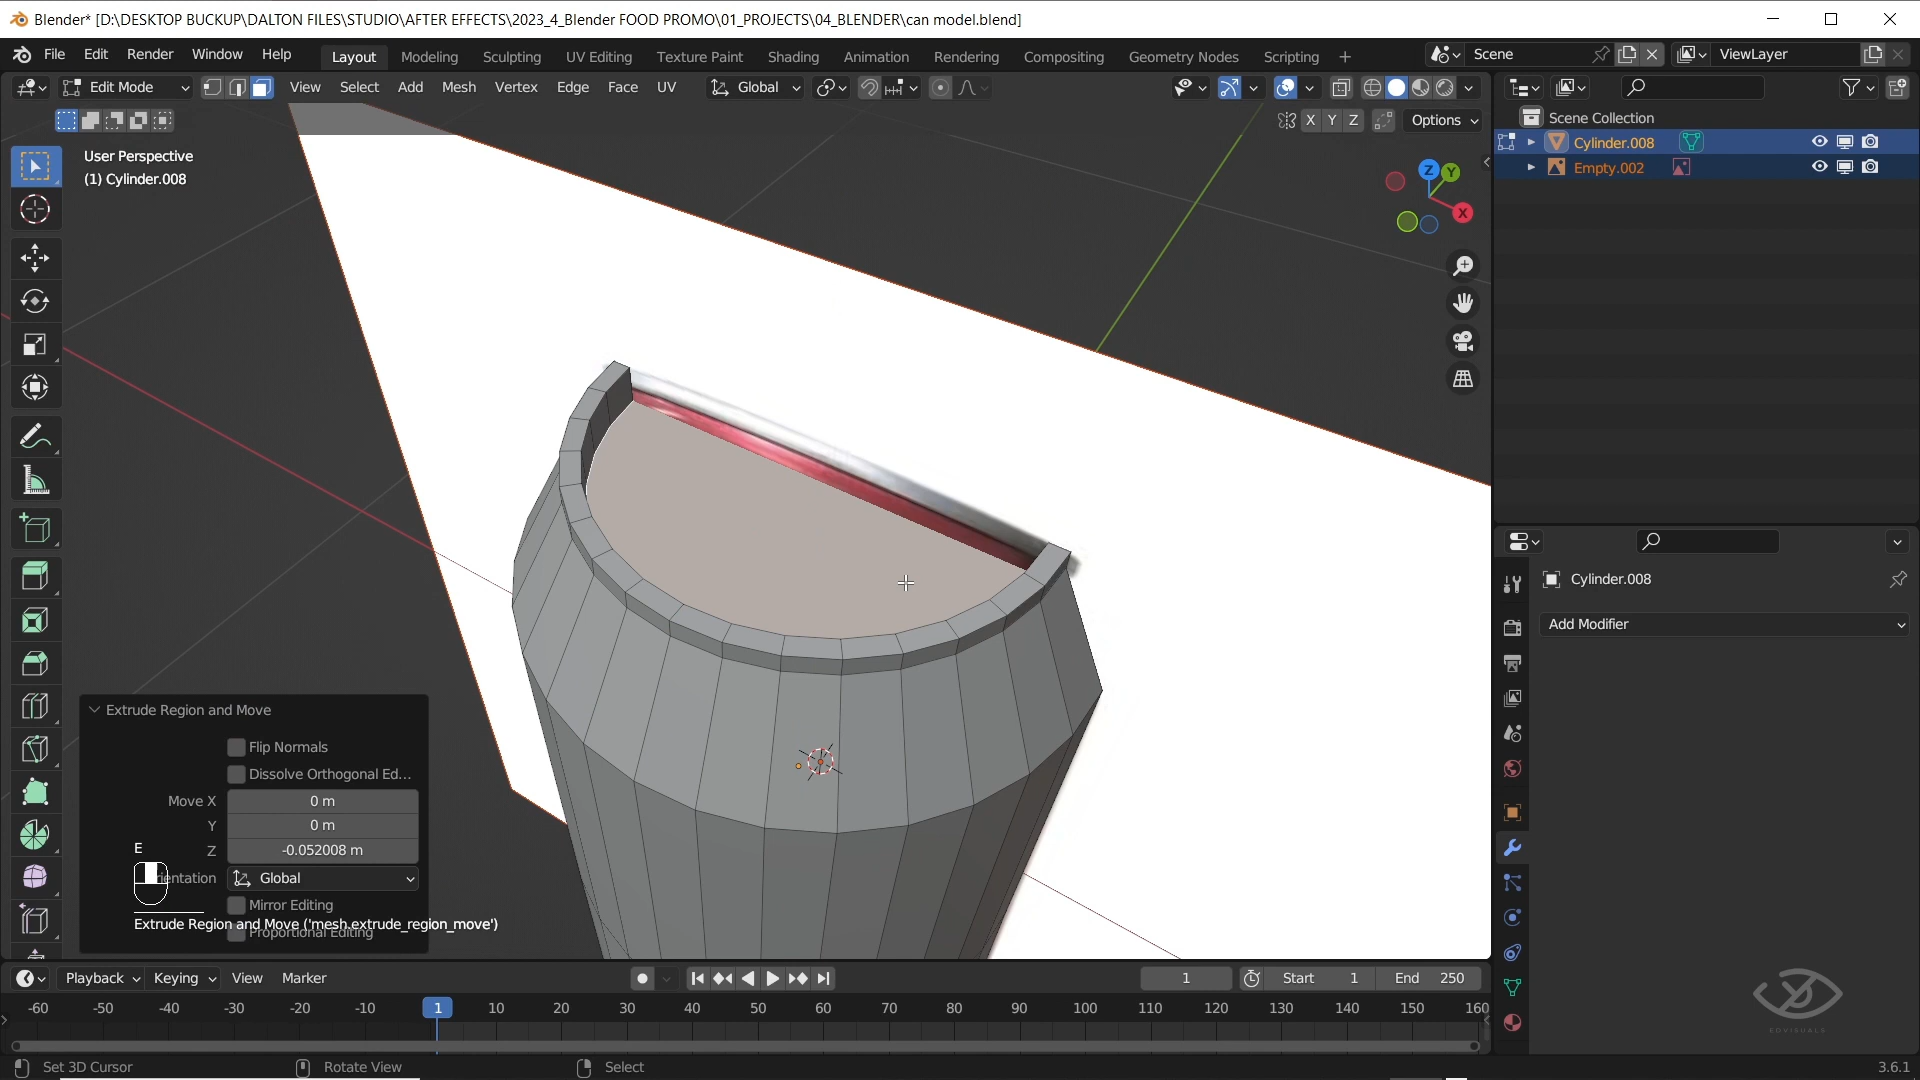 Blender* [D:\DESKTOP BUCKUP\DALTON FILES\STUDIO\AFTER EFFECTS\2023_4_Blender FOOD PROMO\01_PROJECTS\04_BLENDER\can model.blend]
File Edit Render Window Help Layout Modeling Sculpting UV Editing Texture Paint Shading Animation Rendering Compositing Geometry Nodes Scripting + Scene ViewLayer
Edit Mode View Select Add Mesh Vertex Edge Face UV Global
X Y Z Options
Scene Collection
Cylinder.008
Empty.002
User Perspective
(1) Cylinder.008
Z
Y
X
Cylinder.008
Add Modifier
Extrude Region and Move
Flip Normals
Dissolve Orthogonal Ed...
Move X 0 m
Y 0 m
E
Z -0.052008 m
ientation Global
Mirror Editing
Extrude Region and Move ('mesh.extrude_region_move')
Proportional Editing
Playback Keying View Marker 1 Start 1 End 250
-60 -50 -40 -30 -20 -10 1 10 20 30 40 50 60 70 80 90 100 110 120 130 140 150 160
EDVISUALS
Set 3D Cursor Rotate View Select 3.6.1